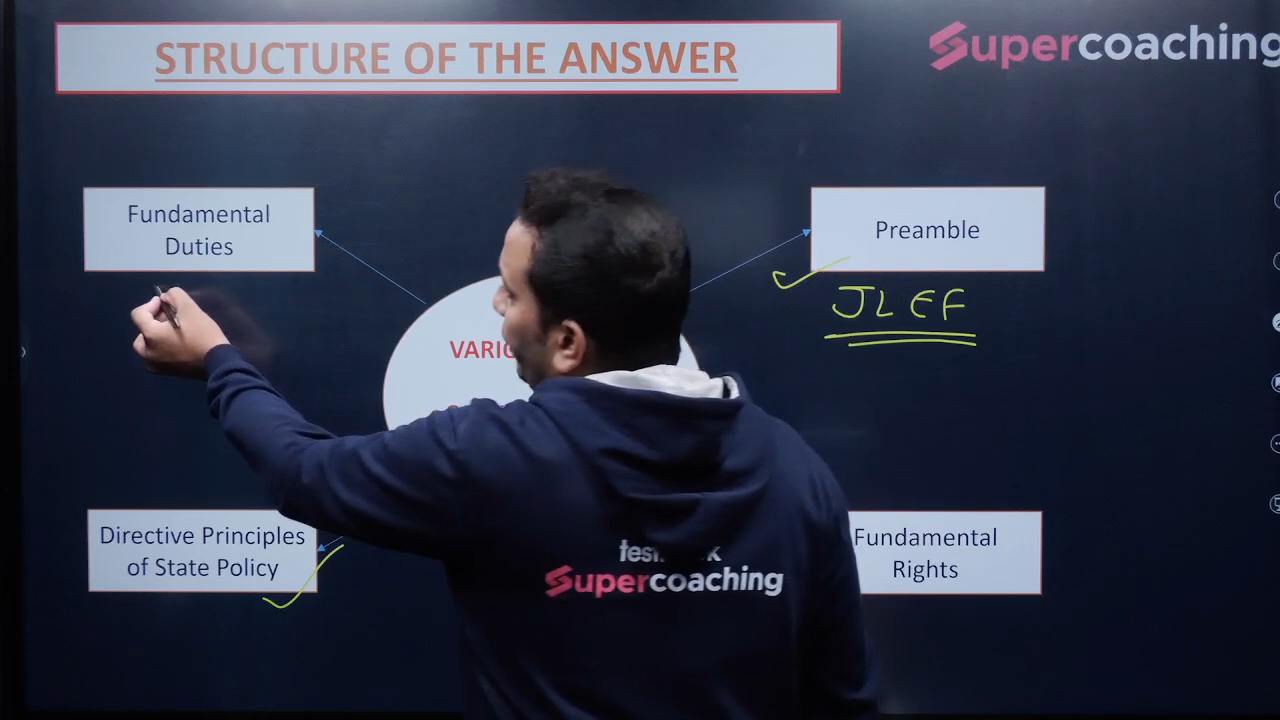 STRUCTURE OF THE ANSWER
Supercoaching
Fundamental
Duties
Preamble
JLEF
Directive Principles
of State Policy
Fundamental
Rights
Supercoaching